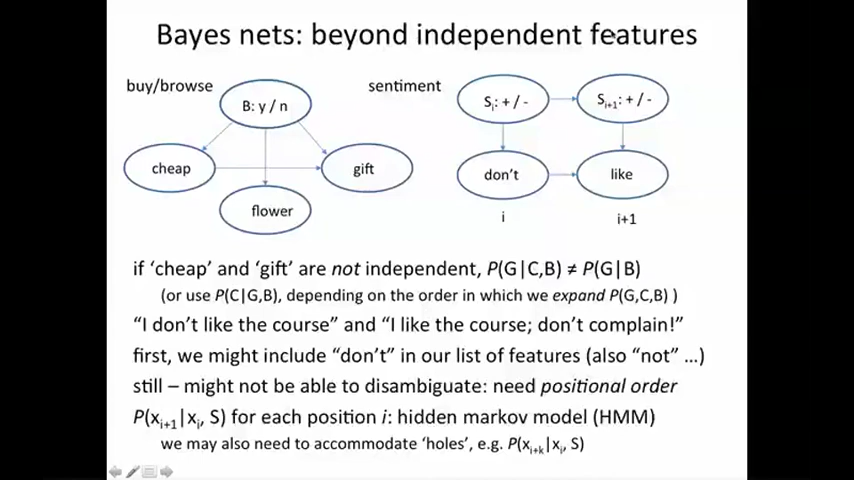 Bayes nets: beyond independent features
buy/browse
B: y / n
cheap
gift
flower
sentiment
Sᵢ: + / -
Sᵢ₊₁: + / -
don't
like
i
i+1
if 'cheap' and 'gift' are not independent, P(G|C,B) ≠ P(G|B)
(or use P(C|G,B), depending on the order in which we expand P(G,C,B) )
“I don't like the course” and “I like the course; don't complain!”
first, we might include “don't” in our list of features (also “not” …)
still – might not be able to disambiguate: need positional order
P(xᵢ₊₁|xᵢ, S) for each position i: hidden markov model (HMM)
we may also need to accommodate 'holes', e.g. P(xᵢ₊ₖ|xᵢ, S)